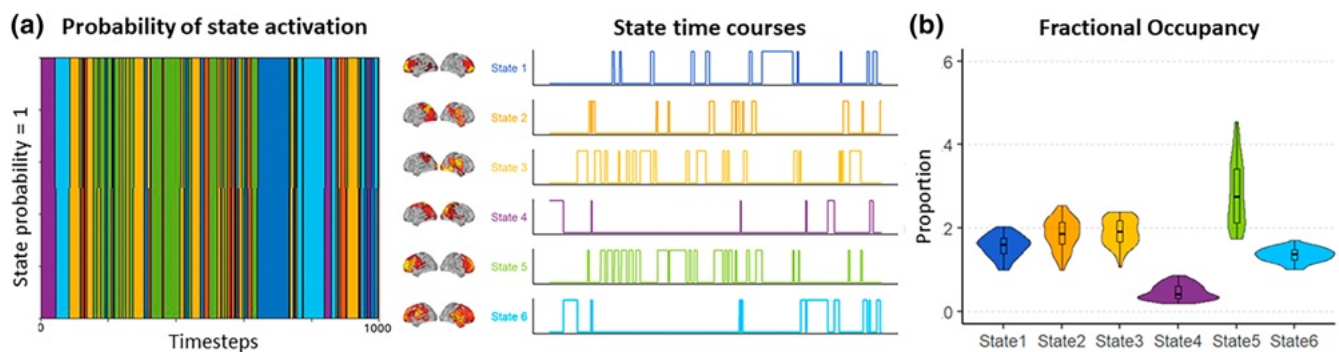 (a) Probability of state activation
State probability = 1
0
1000
Timesteps
State time courses
State 1
State 2
State 3
State 4
State 5
State 6
(b) Fractional Occupancy
Proportion
6
4
2
0
State1 State2 State3 State4 State5 State6